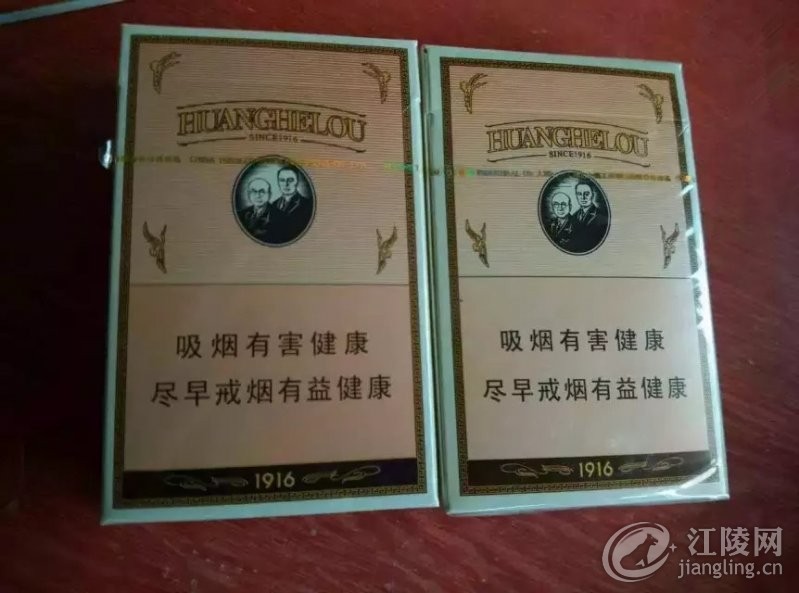 HUANGHELOU
SINCE1916
吸烟有害健康
尽早戒烟有益健康
1916
HUANGHELOU
SINCE1916
吸烟有害健康
尽早戒烟有益健康
1916
江陵网
jiangling.cn